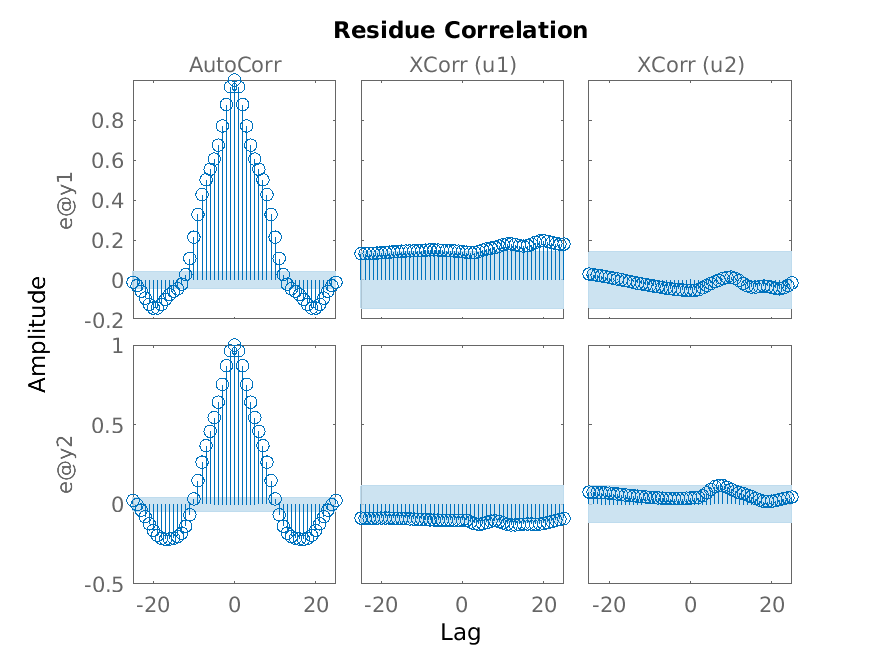 Residue Correlation
AutoCorr
XCorr (u1)
XCorr (u2)
e@y1
0.8
0.6
0.4
0.2
0
-0.2
Amplitude
e@y2
1
0.5
0
-0.5
-20 0 20
-20 0 20
-20 0 20
Lag